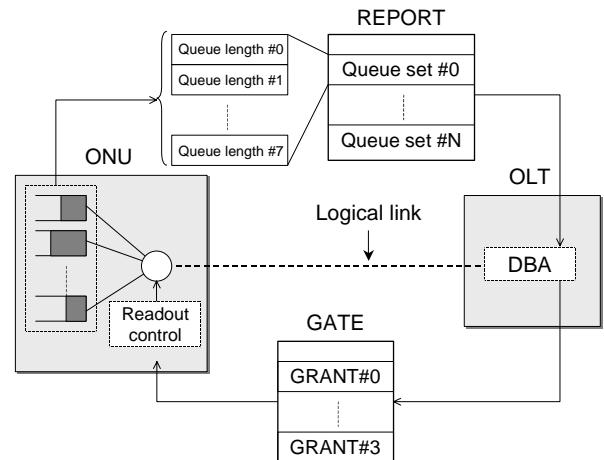 REPORT
Queue length #0
Queue length #1
Queue length #7
Queue set #0
Queue set #N
ONU
OLT
Logical link
DBA
Readout
control
GATE
GRANT#0
GRANT#3